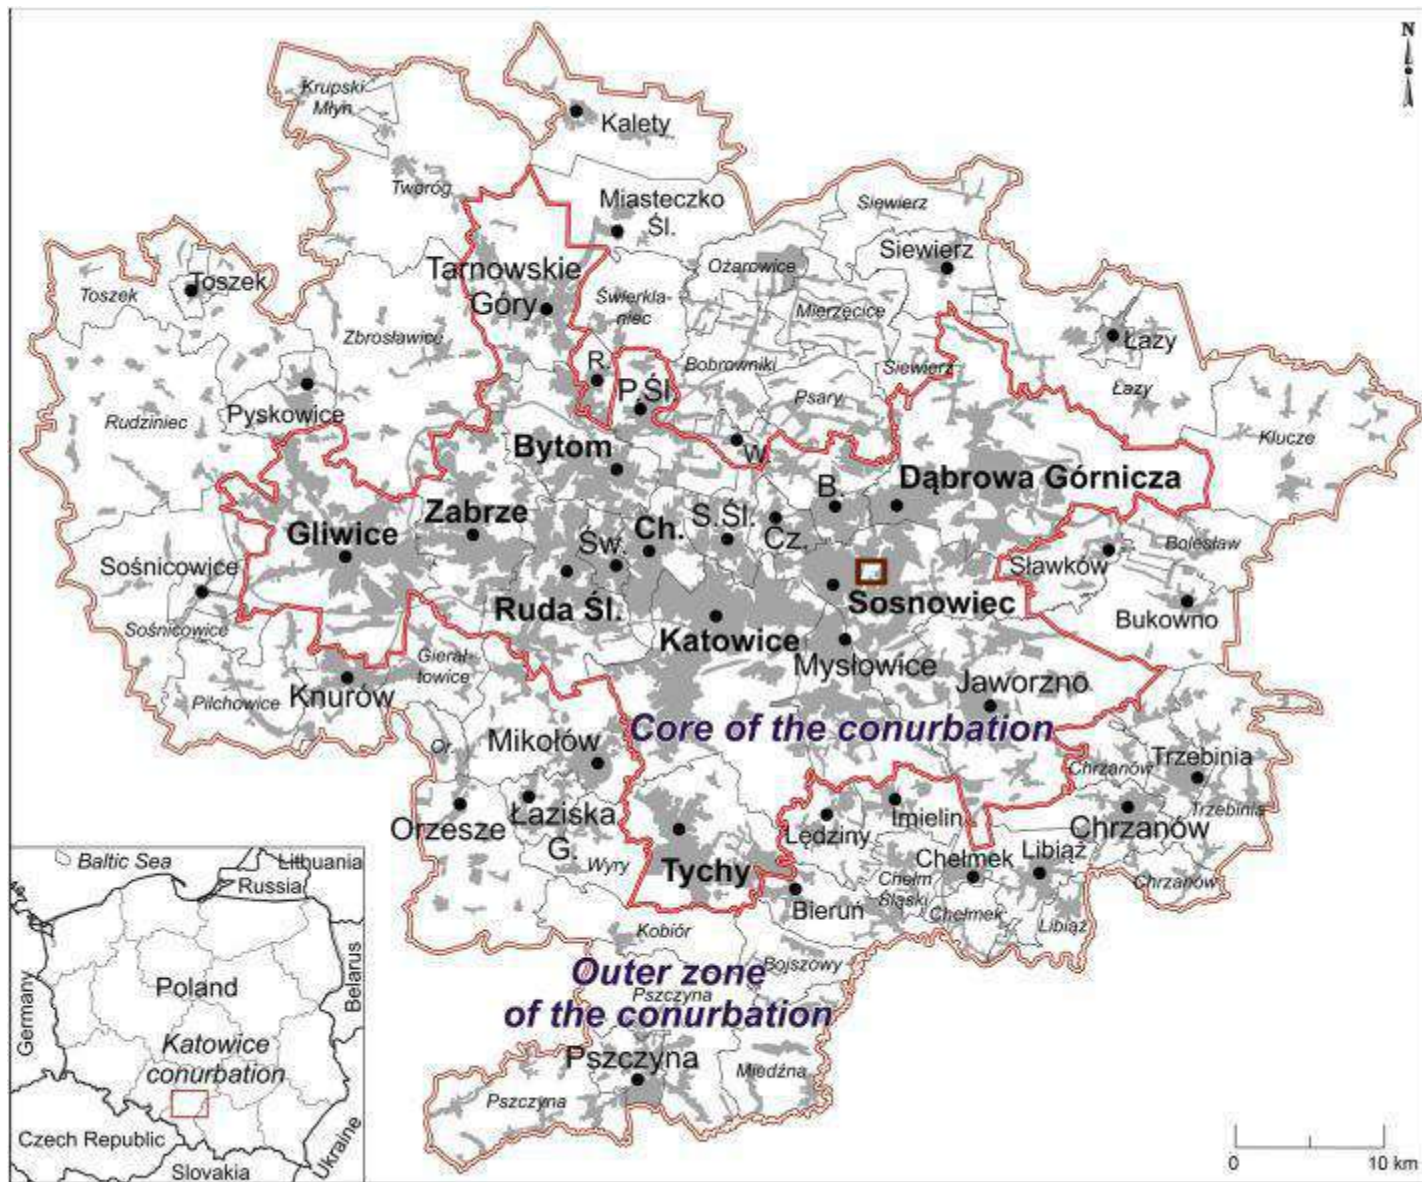 N
Krupski
Młyn
Kalety
Tworóg
Miasteczko
Śl.
Siewierz
Siewierz
Tarnowskie
Góry
Ożarowice
Toszek
Toszek
Świerkla-
niec
Mierzęcice
Zbrosławice
Łazy
R.
Bobrowniki
Siewierz
P.Śl.
Psary
Łazy
Pyskowice
Rudziniec
Klucze
Bytom
W.
Dąbrowa Górnicza
B.
Zabrze
S.Śl.
Gliwice
Ch.
Cz.
Św.
Bolesław
Sośnicowice
Sławków
Ruda Śl.
Sosnowiec
Bukowno
Sośnicowice
Katowice
Gierał-
towice
Mysłowice
Knurów
Pilchowice
Jaworzno
Core of the conurbation
Mikołów
Or.
Trzebinia
Chrzanów
Orzesze
Łaziska
G.
Imielin
Lędziny
Trzebinia
Chrzanów
Wyry
Tychy
Chełmek
Libiąż
Chełm
Śląski
Chrzanów
Bieruń
Chełmek
Libiąż
Kobiór
Bojszowy
Outer zone
Pszczyna
of the conurbation
Pszczyna
Miedźna
Pszczyna
Baltic Sea
Lithuania
Russia
Poland
Belarus
Germany
Katowice
conurbation
Czech Republic
Slovakia
Ukraine
0
10 km